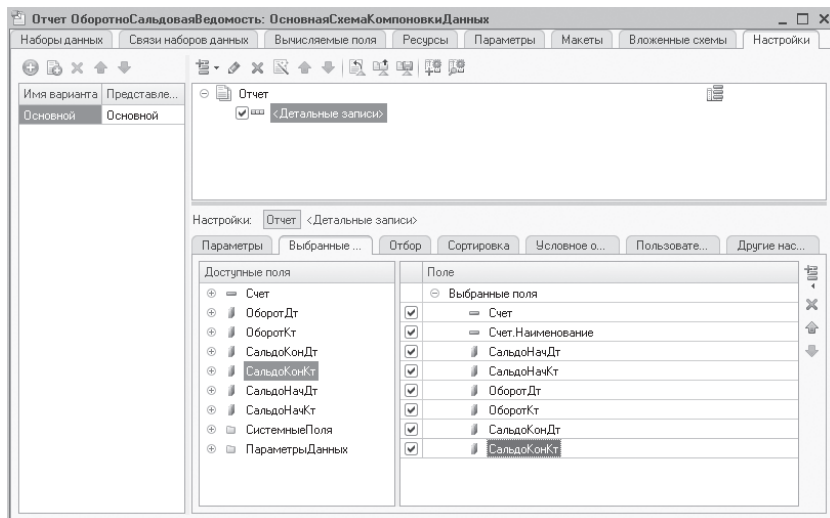 Отчет ОборотноСальдоваяВедомость: ОсновнаяСхемаКомпоновкиДанных
Наборы данных Связи наборов данных Вычисляемые поля Ресурсы Параметры Макеты Вложенные схемы Настройки
Имя варианта Представле...
Основной Основной
Отчет
<Детальные записи>
Настройки: Отчет <Детальные записи>
Параметры Выбранные ... Отбор Сортировка Условное о... Пользовате... Другие нас...
Доступные поля Поле
Счет Выбранные поля
ОборотДт Счет
ОборотКт Счет.Наименование
СальдоКонДт СальдоНачДт
СальдоКонКт СальдоНачКт
СальдоНачДт ОборотДт
СальдоНачКт ОборотКт
СистемныеПоля СальдоКонДт
ПараметрыДанных СальдоКонКт